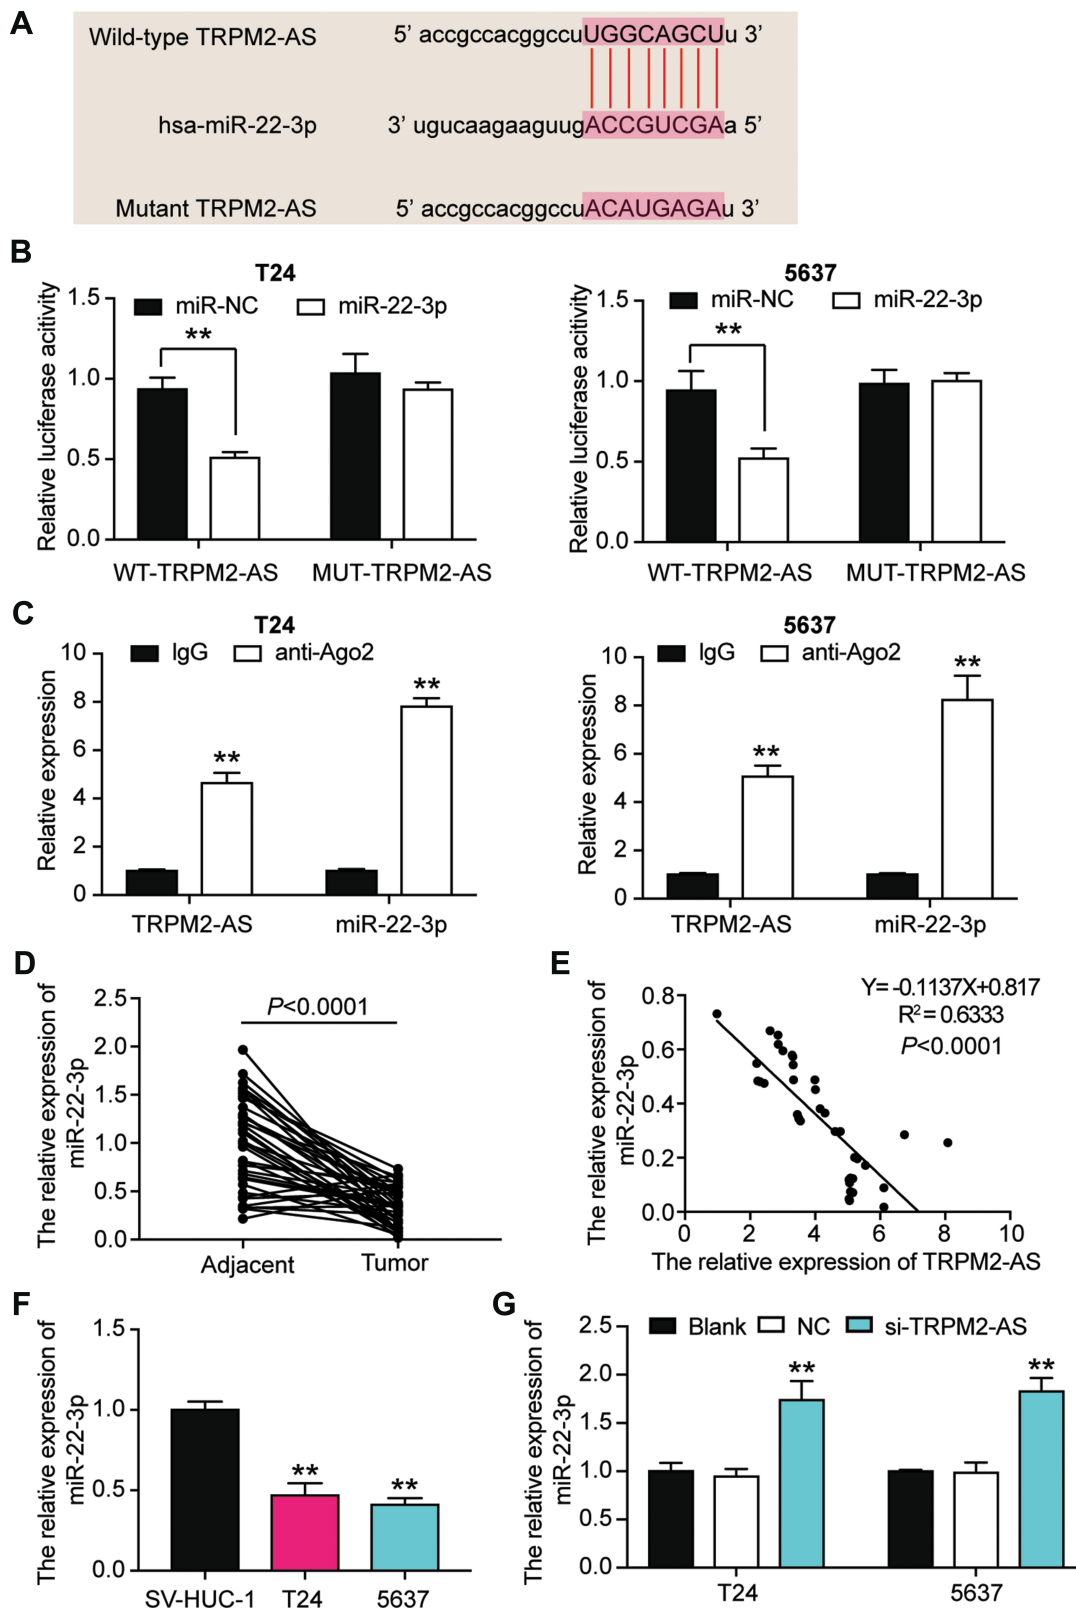 A
Wild-type TRPM2-AS 5’ accgccacggccuUGGCAGCUu 3’
hsa-miR-22-3p 3’ ugucaagaaguugACCGUCGAa 5’
Mutant TRPM2-AS 5’ accgccacggccuACAUGAGAu 3’
B
T24
miR-NC miR-22-3p
Relative luciferase acitivity
1.5
1.0
0.5
0.0
**
WT-TRPM2-AS MUT-TRPM2-AS
5637
miR-NC miR-22-3p
Relative luciferase activity
1.5
1.0
0.5
0.0
**
WT-TRPM2-AS MUT-TRPM2-AS
C
T24
IgG anti-Ago2
Relative expression
10
8
6
4
2
0
** **
TRPM2-AS miR-22-3p
5637
IgG anti-Ago2
Relative expression
10
8
6
4
2
0
** **
TRPM2-AS miR-22-3p
D
The relative expression of
miR-22-3p
2.5
2.0
1.5
1.0
0.5
0.0
P<0.0001
Adjacent Tumor
E
The relative expression of
miR-22-3p
0.8
0.6
0.4
0.2
0.0
Y= -0.1137X+0.817
R² = 0.6333
P<0.0001
0 2 4 6 8 10
The relative expression of TRPM2-AS
F
The relative expression of
miR-22-3p
1.5
1.0
0.5
0.0
** **
SV-HUC-1 T24 5637
G
The relative expression of
miR-22-3p
2.5
2.0
1.5
1.0
0.5
0.0
Blank NC si-TRPM2-AS
** **
T24 5637